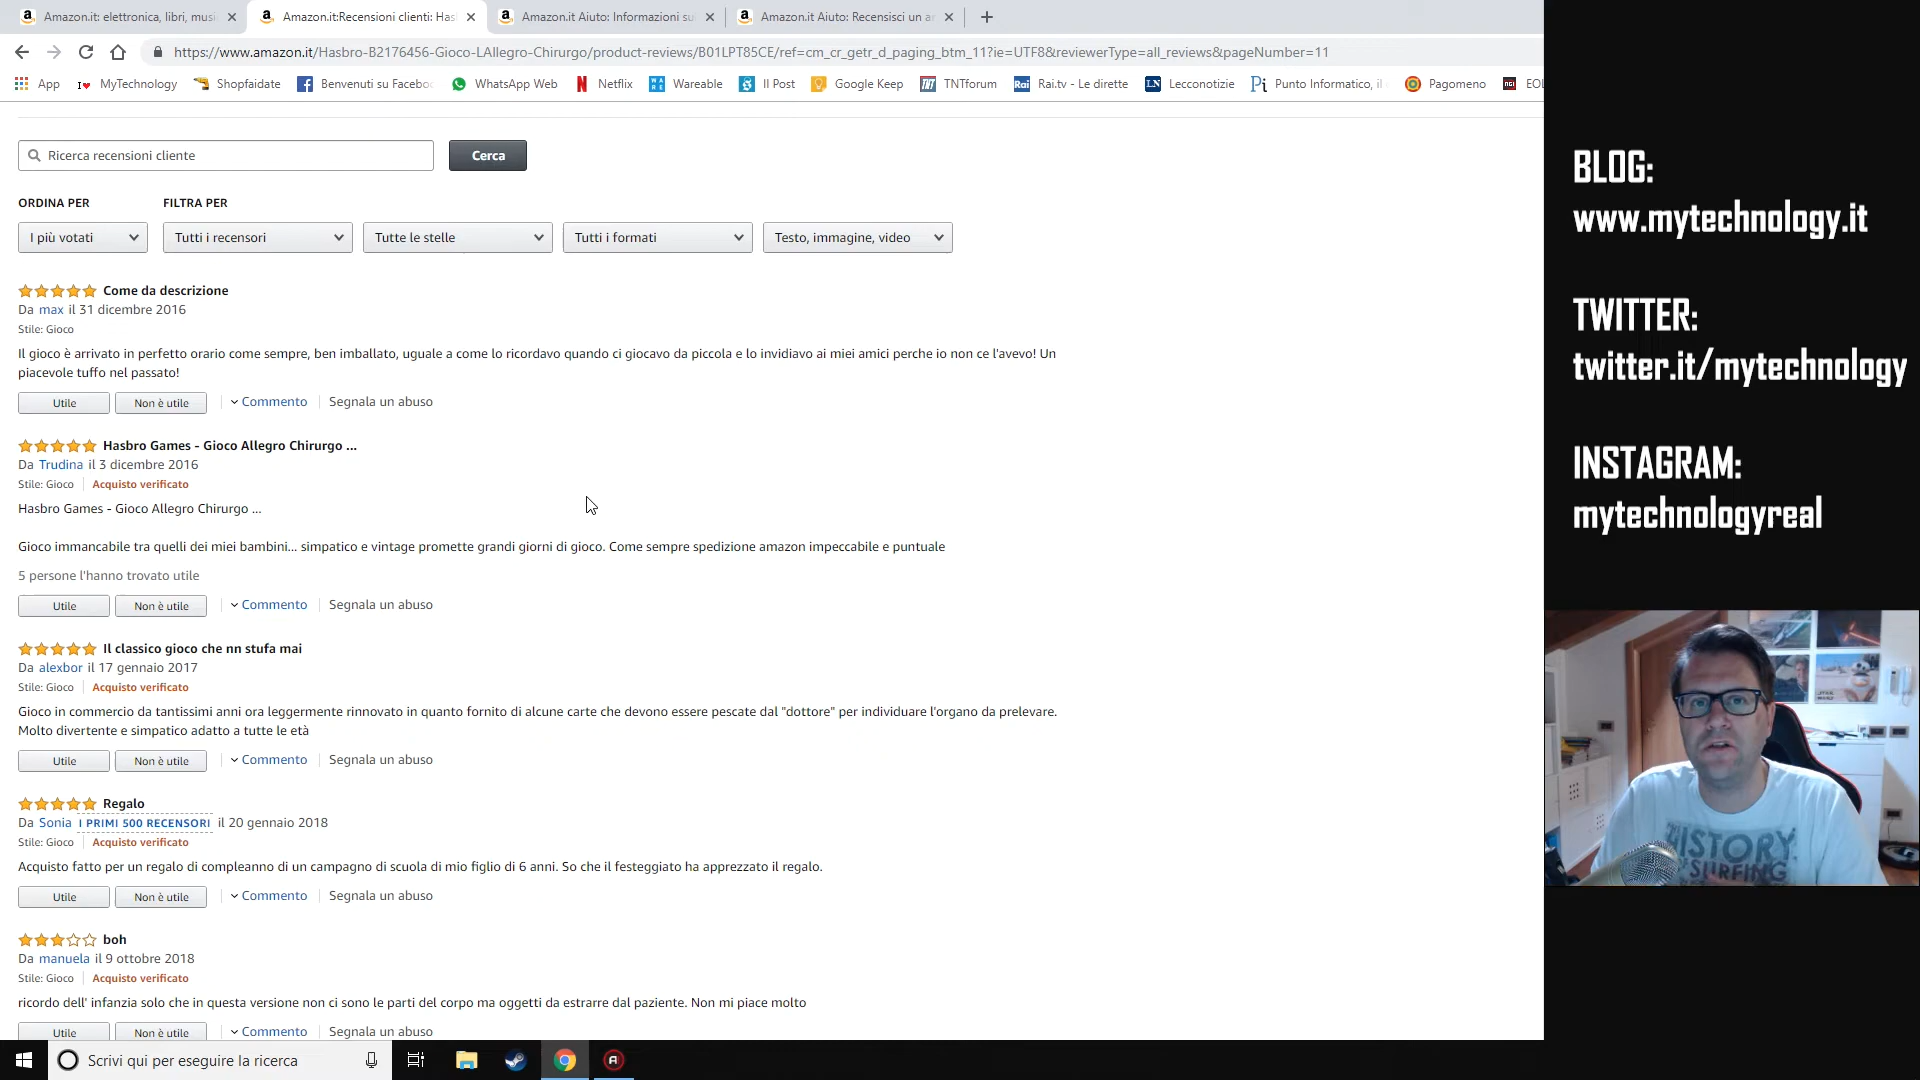 Amazon.it: elettronica, libri, musi
Amazon.it:Recensioni clienti: Has
Amazon.it Aiuto: Informazioni su
Amazon.it Aiuto: Recensisci un ar
https://www.amazon.it/Hasbro-B2176456-Gioco-LAllegro-Chirurgo/product-reviews/B01LPT85CE/ref=cm_cr_getr_d_paging_btm_11?ie=UTF8&reviewerType=all_reviews&pageNumber=11
App MyTechnology Shopfaidate Benvenuti su Facebo WhatsApp Web Netflix Wareable Il Post Google Keep TNTforum Rai.tv - Le dirette Lecconotizie Punto Informatico, il Pagomeno EOL
Ricerca recensioni cliente
Cerca
ORDINA PER
FILTRA PER
I più votati
Tutti i recensori
Tutte le stelle
Tutti i formati
Testo, immagine, video
Come da descrizione
Da max il 31 dicembre 2016
Stile: Gioco
Il gioco è arrivato in perfetto orario come sempre, ben imballato, uguale a come lo ricordavo quando ci giocavo da piccola e lo invidiavo ai miei amici perche io non ce l'avevo! Un
piacevole tuffo nel passato!
Utile Non è utile Commento Segnala un abuso
Hasbro Games - Gioco Allegro Chirurgo ...
Da Trudina il 3 dicembre 2016
Stile: Gioco Acquisto verificato
Hasbro Games - Gioco Allegro Chirurgo ...
Gioco immancabile tra quelli dei miei bambini... simpatico e vintage promette grandi giorni di gioco. Come sempre spedizione amazon impeccabile e puntuale
5 persone l'hanno trovato utile
Utile Non è utile Commento Segnala un abuso
Il classico gioco che nn stufa mai
Da alexbor il 17 gennaio 2017
Stile: Gioco Acquisto verificato
Gioco in commercio da tantissimi anni ora leggermente rinnovato in quanto fornito di alcune carte che devono essere pescate dal "dottore" per individuare l'organo da prelevare.
Molto divertente e simpatico adatto a tutte le età
Utile Non è utile Commento Segnala un abuso
Regalo
Da Sonia I PRIMI 500 RECENSORI il 20 gennaio 2018
Stile: Gioco Acquisto verificato
Acquisto fatto per un regalo di compleanno di un campagno di scuola di mio figlio di 6 anni. So che il festeggiato ha apprezzato il regalo.
Utile Non è utile Commento Segnala un abuso
boh
Da manuela il 9 ottobre 2018
Stile: Gioco Acquisto verificato
ricordo dell' infanzia solo che in questa versione non ci sono le parti del corpo ma oggetti da estrarre dal paziente. Non mi piace molto
Utile Non è utile Commento Segnala un abuso
Scrivi qui per eseguire la ricerca
BLOG:
www.mytechnology.it
TWITTER:
twitter.it/mytechnology
INSTAGRAM:
mytechnologyreal
HISTORY
SURFING